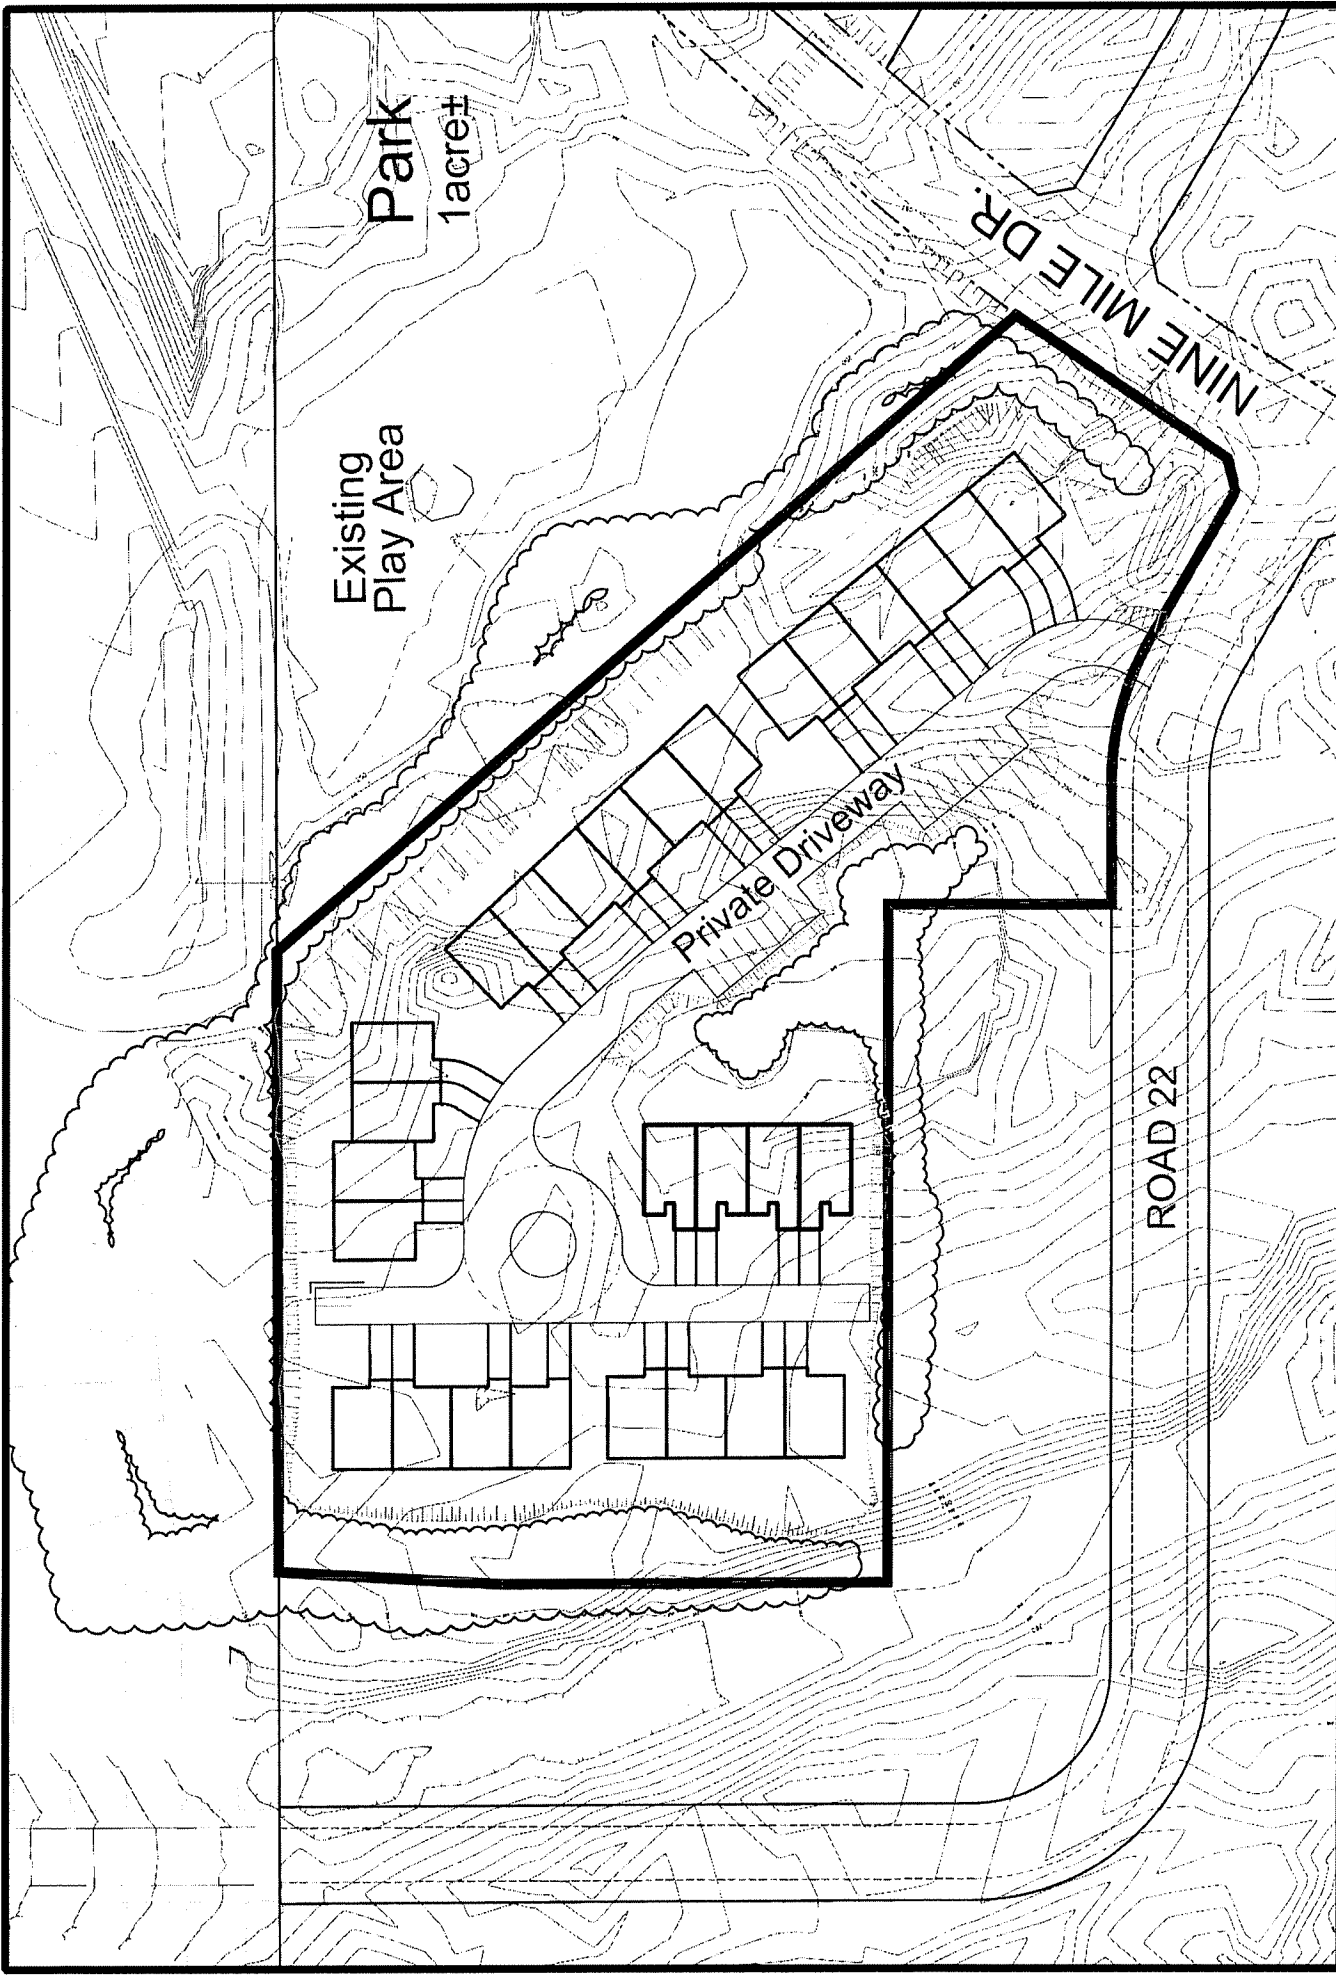 Park
1acre±
Existing
Play Area
NINE MILE DR.
Private Driveway
ROAD 22